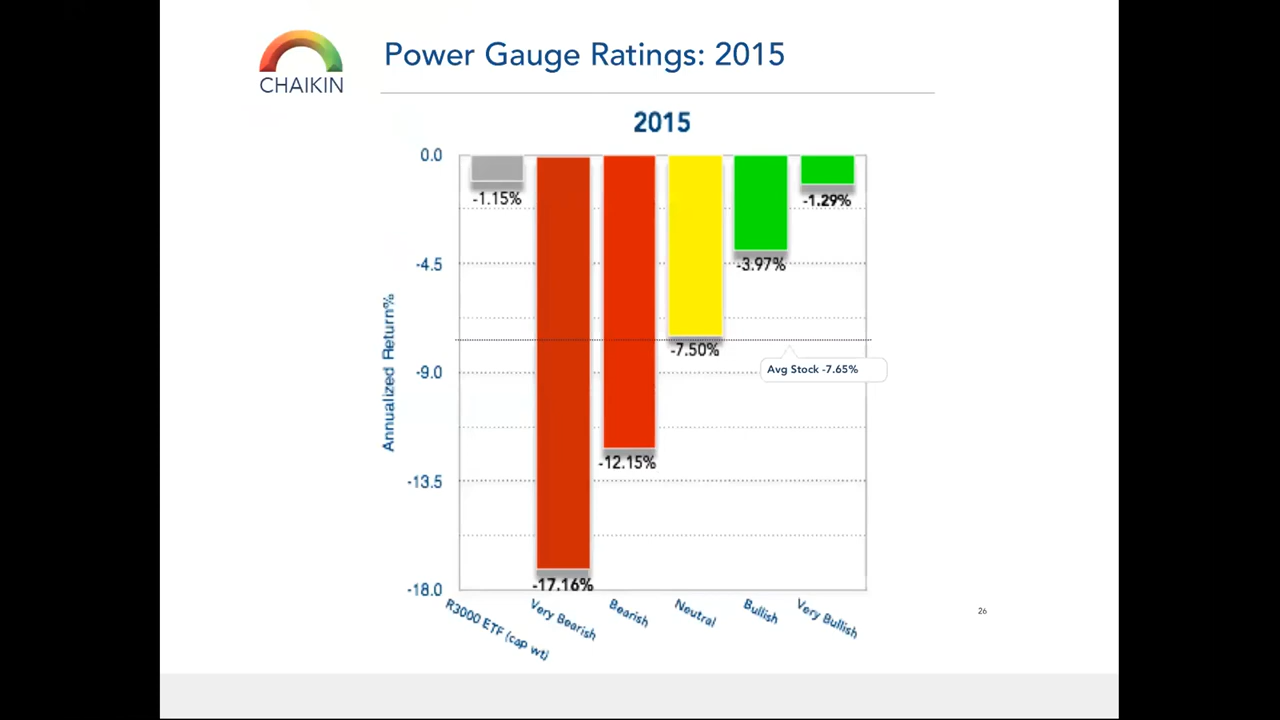 CHAIKIN
Power Gauge Ratings: 2015
2015
Annualized Return%
0.0
-4.5
-9.0
-13.5
-18.0
-1.15%
-17.16%
-12.15%
-7.50%
-3.97%
-1.29%
Avg Stock -7.65%
R3000 ETF (cap wt)
Very Bearish
Bearish
Neutral
Bullish
Very Bullish
26